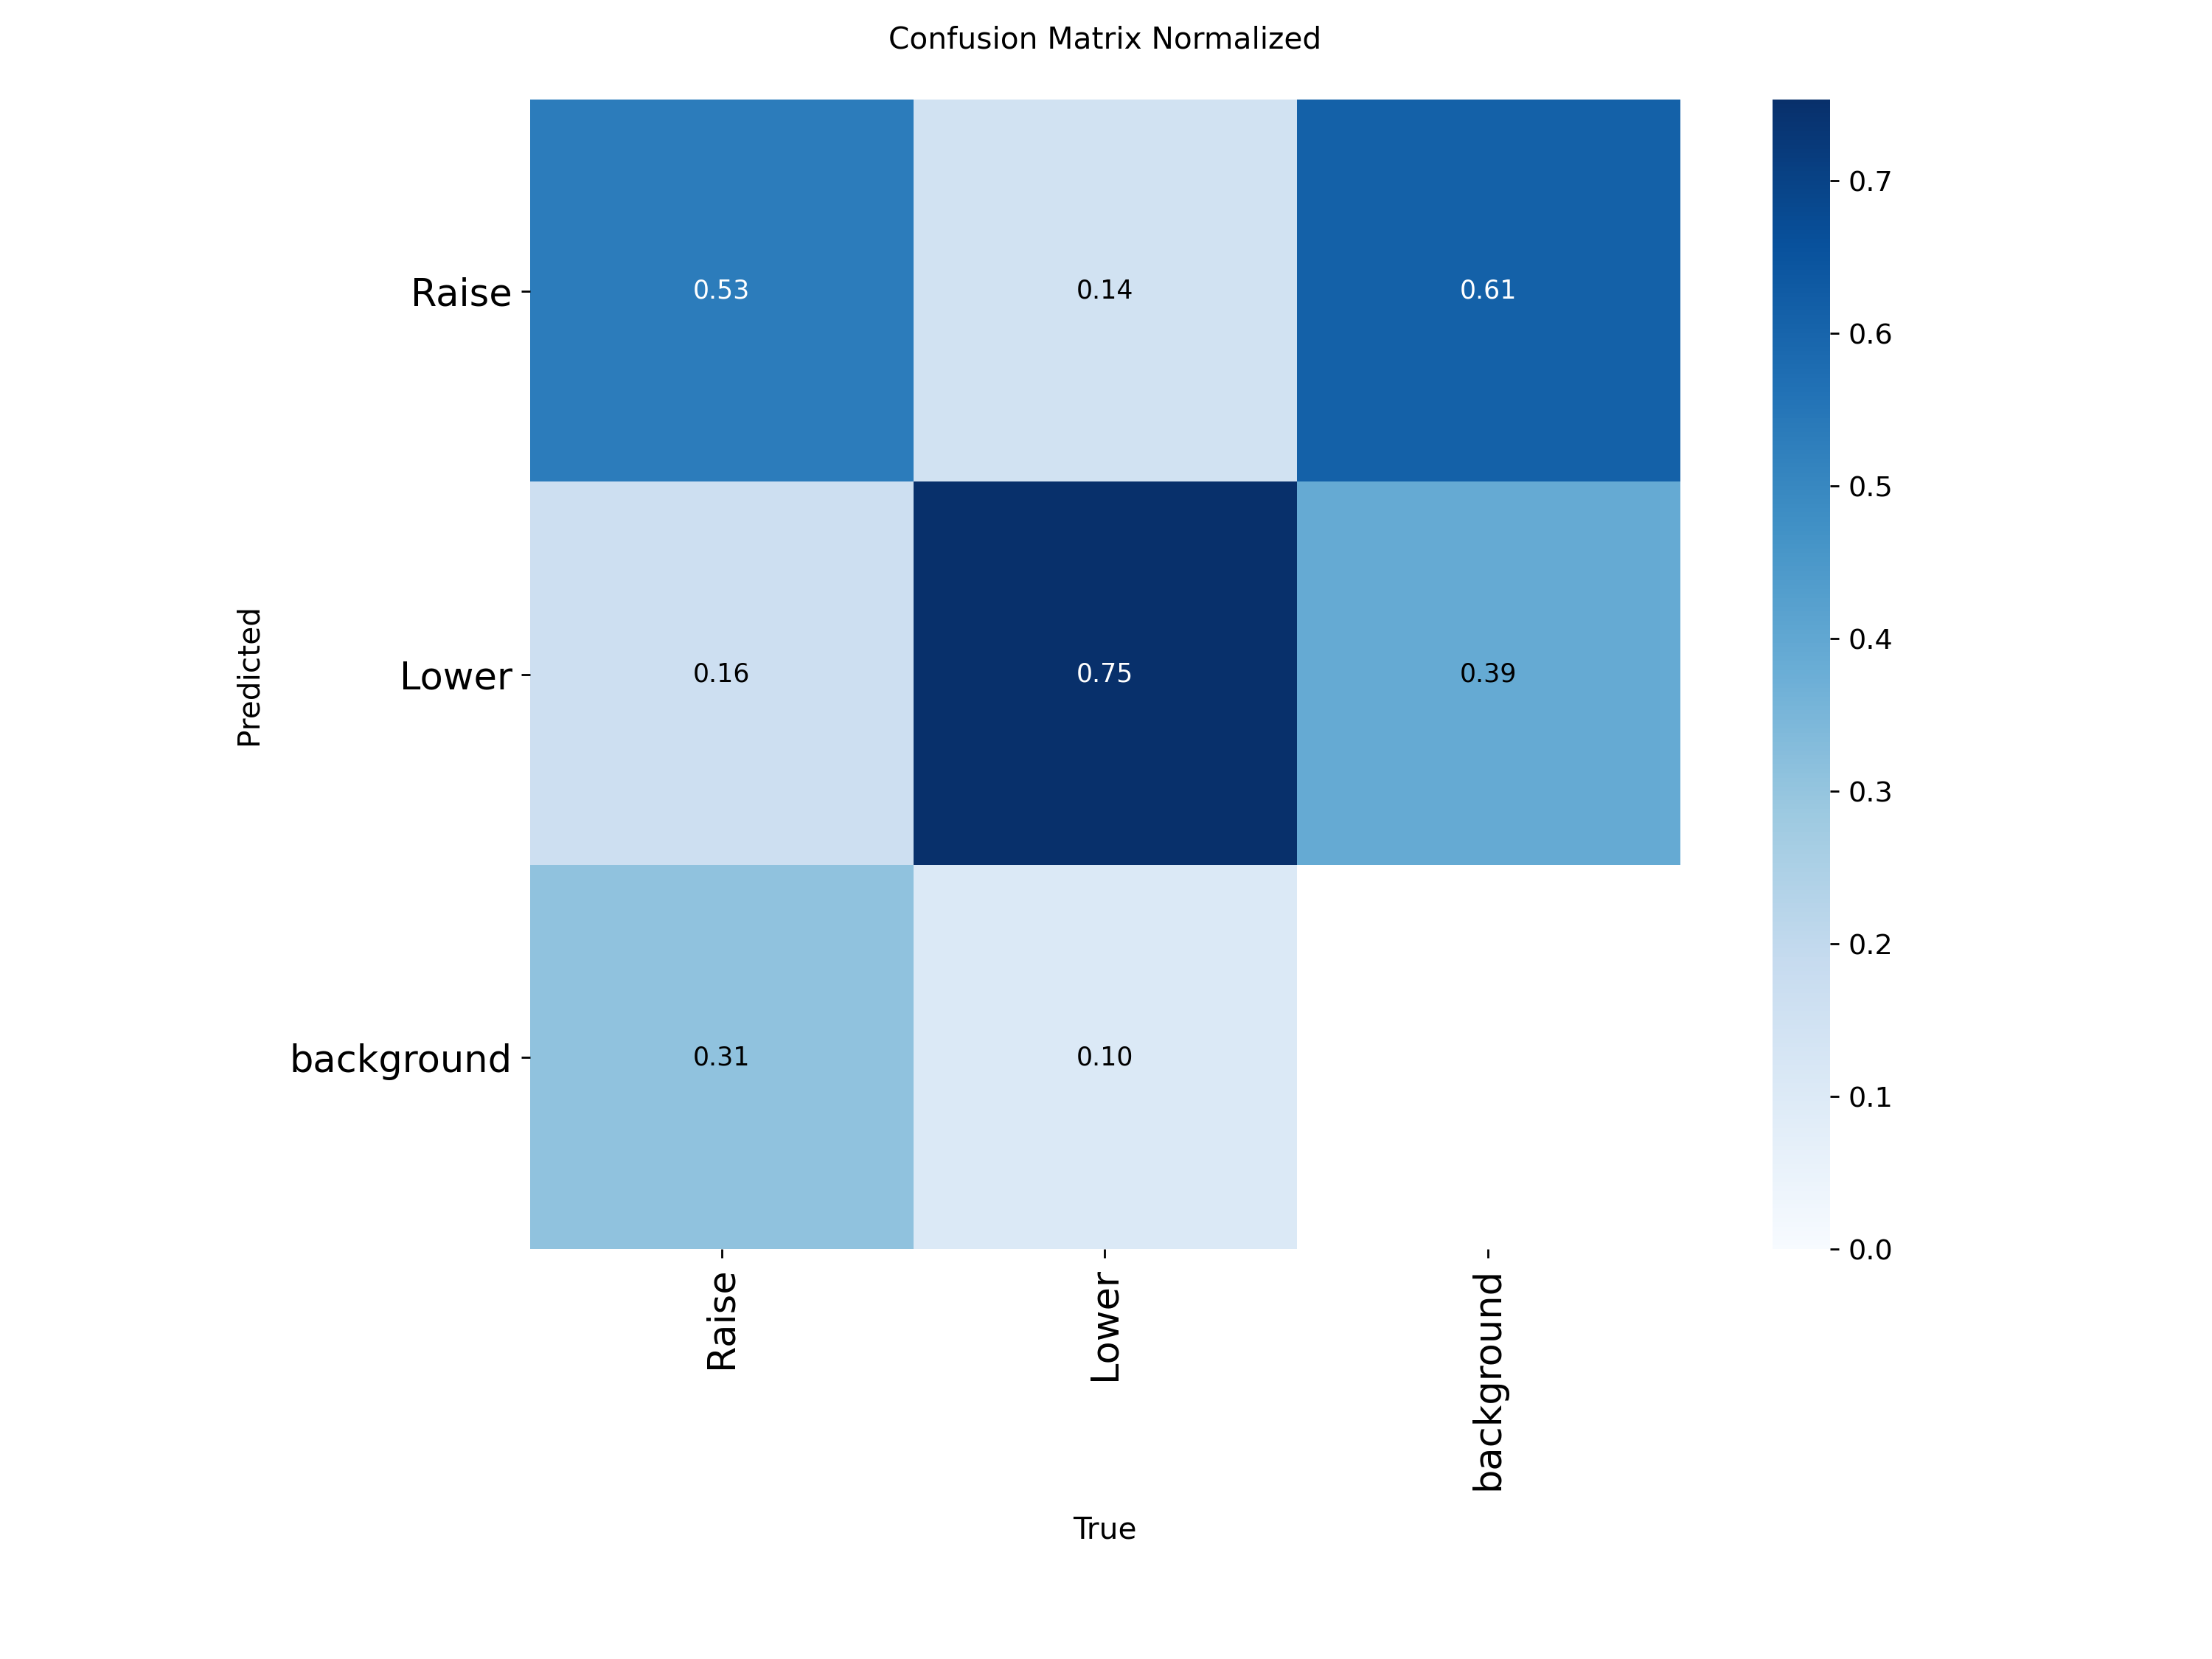 Confusion Matrix Normalized
Predicted
Raise
0.53
0.14
0.61
Lower
0.16
0.75
0.39
background
0.31
0.10
Raise
Lower
background
True
0.7
0.6
0.5
0.4
0.3
0.2
0.1
0.0